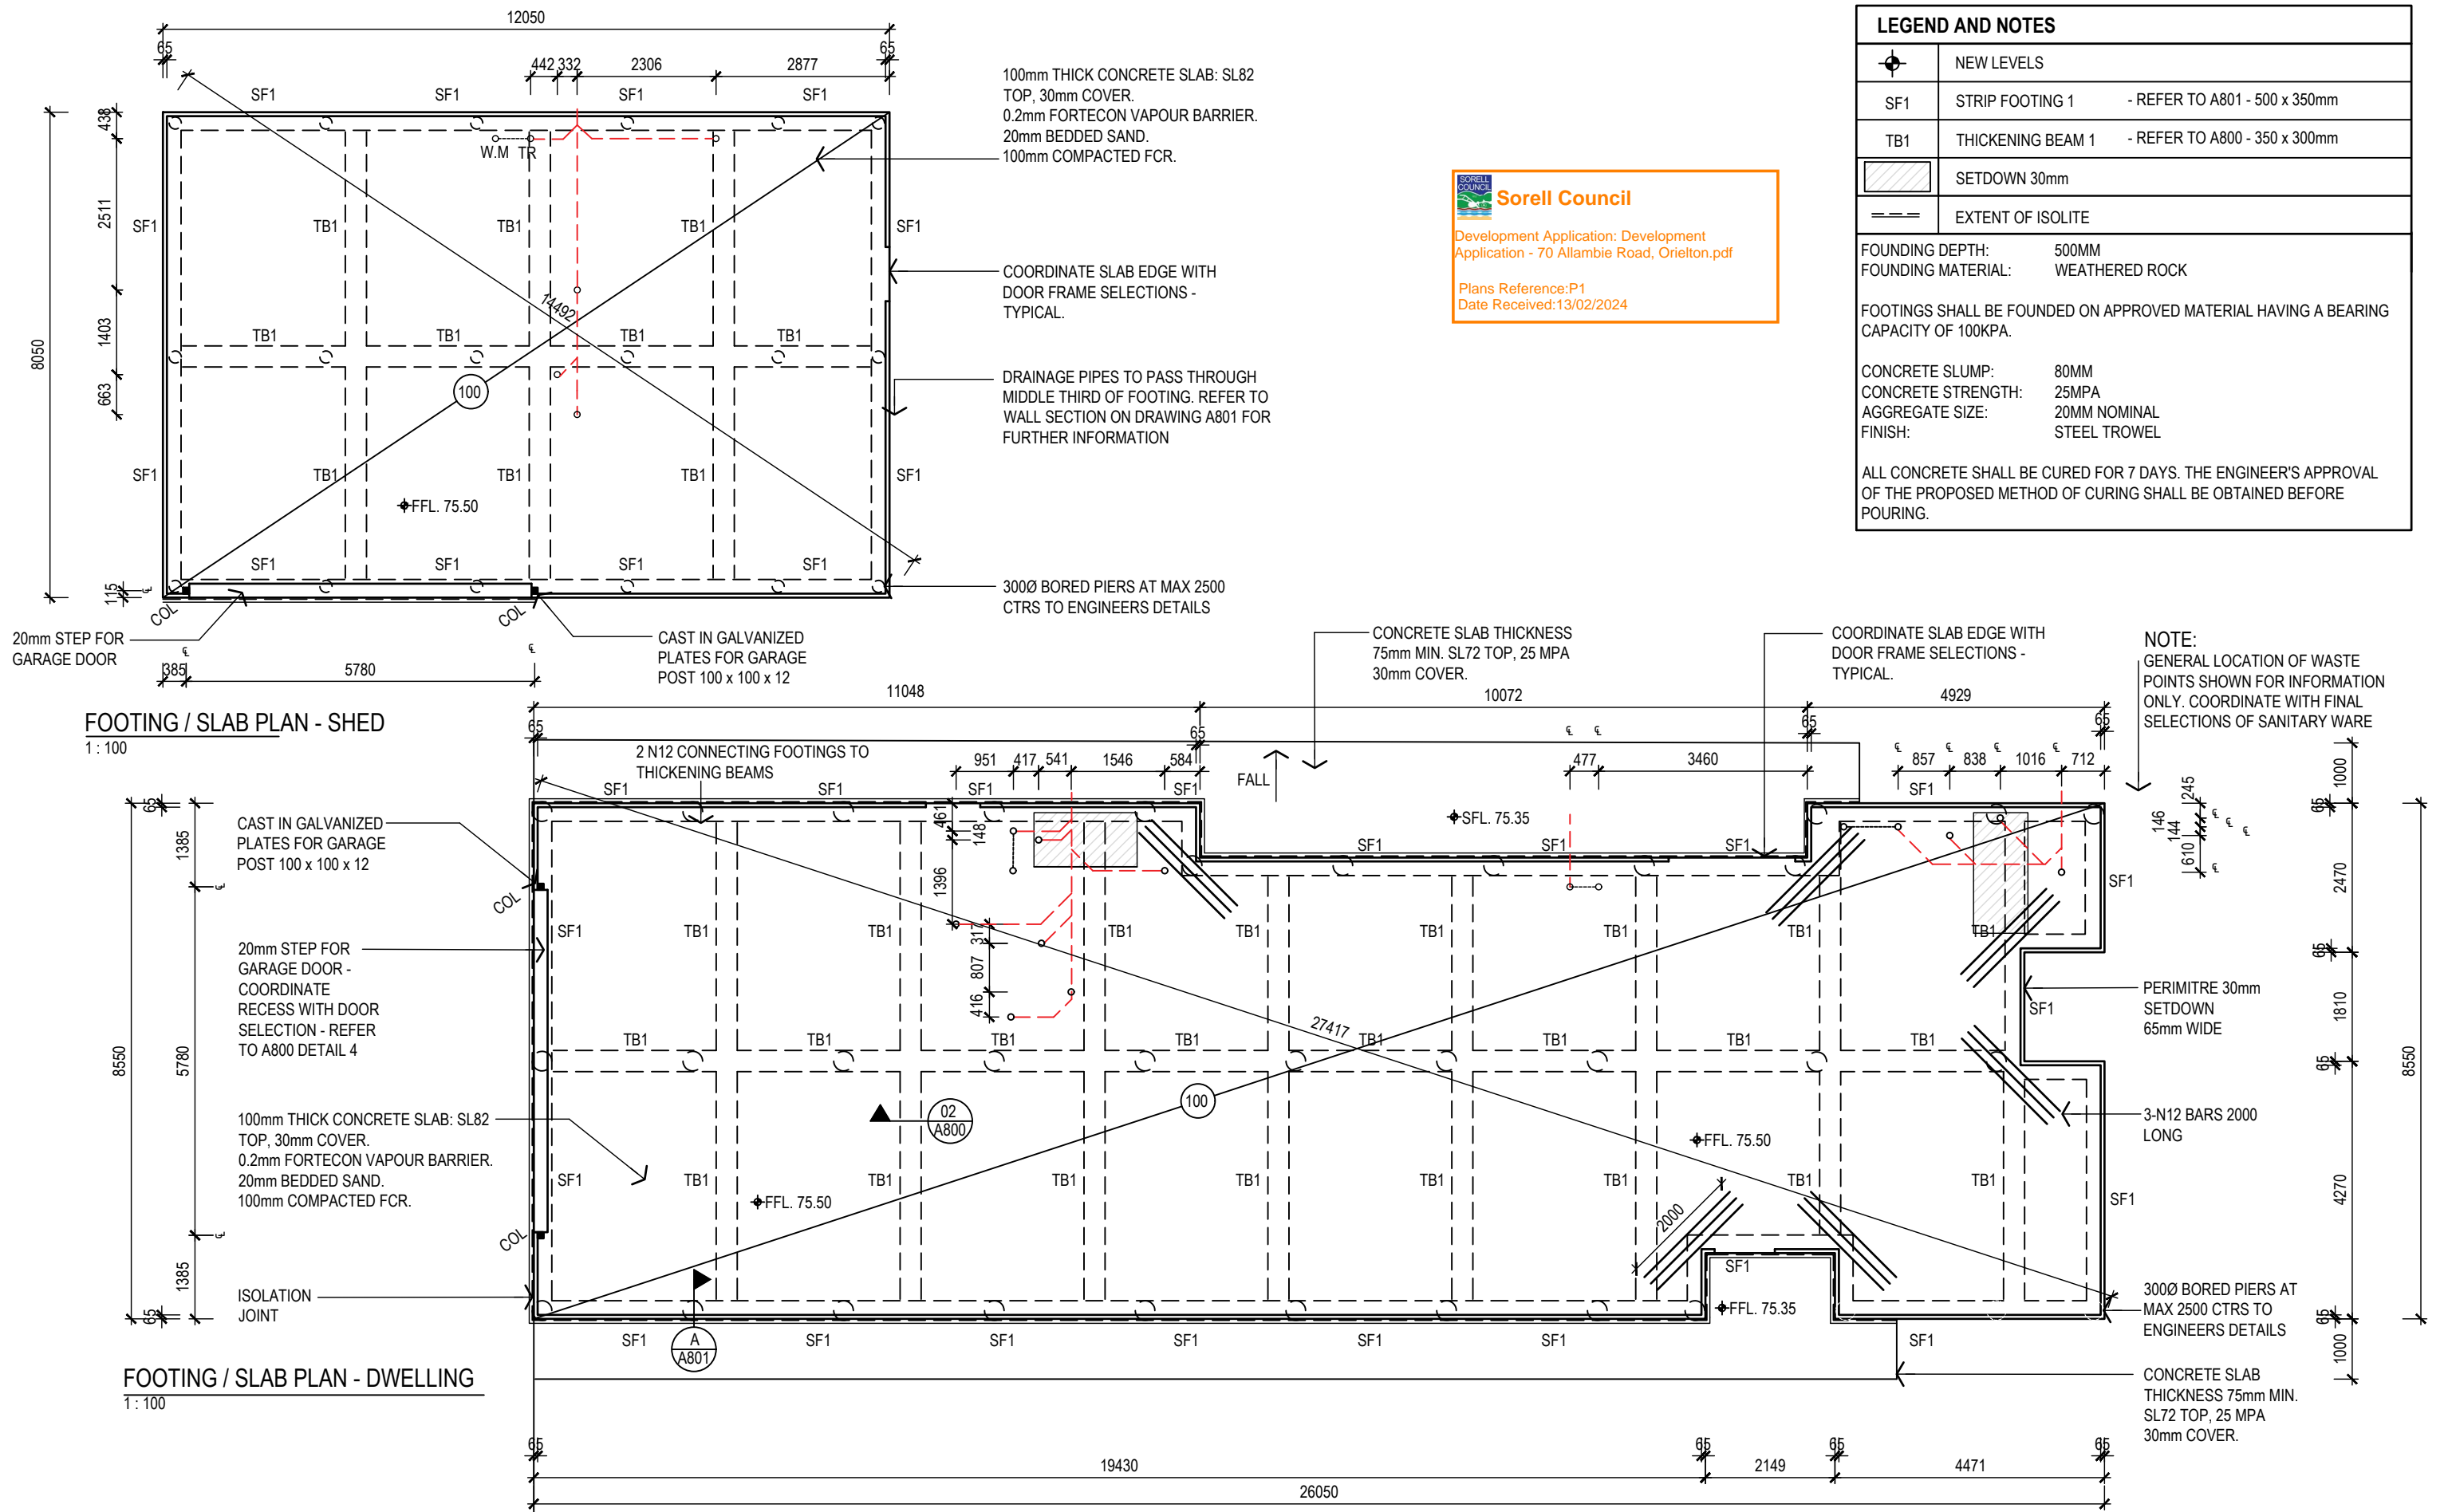 12050
65
65
442
332
2306
2877
SF1
SF1
SF1
SF1
438
W.M
TR
2511
SF1
TB1
TB1
TB1
SF1
8050
14492
1403
TB1
TB1
TB1
TB1
663
100
SF1
TB1
TB1
TB1
SF1
FFL. 75.50
SF1
SF1
SF1
SF1
115
COL
COL
385
5780
100mm THICK CONCRETE SLAB: SL82
TOP, 30mm COVER.
0.2mm FORTECON VAPOUR BARRIER.
20mm BEDDED SAND.
100mm COMPACTED FCR.
COORDINATE SLAB EDGE WITH
DOOR FRAME SELECTIONS -
TYPICAL.
DRAINAGE PIPES TO PASS THROUGH
MIDDLE THIRD OF FOOTING. REFER TO
WALL SECTION ON DRAWING A801 FOR
FURTHER INFORMATION
300Ø BORED PIERS AT MAX 2500
CTRS TO ENGINEERS DETAILS
20mm STEP FOR
GARAGE DOOR
CAST IN GALVANIZED
PLATES FOR GARAGE
POST 100 x 100 x 12
FOOTING / SLAB PLAN - SHED
1 : 100
SORELL
COUNCIL
Sorell Council
Development Application: Development
Application - 70 Allambie Road, Orielton.pdf
Plans Reference:P1
Date Received:13/02/2024
LEGEND AND NOTES
NEW LEVELS
SF1 STRIP FOOTING 1 - REFER TO A801 - 500 x 350mm
TB1 THICKENING BEAM 1 - REFER TO A800 - 350 x 300mm
SETDOWN 30mm
EXTENT OF ISOLITE
FOUNDING DEPTH: 500MM
FOUNDING MATERIAL: WEATHERED ROCK
FOOTINGS SHALL BE FOUNDED ON APPROVED MATERIAL HAVING A BEARING
CAPACITY OF 100KPA.
CONCRETE SLUMP: 80MM
CONCRETE STRENGTH: 25MPA
AGGREGATE SIZE: 20MM NOMINAL
FINISH: STEEL TROWEL
ALL CONCRETE SHALL BE CURED FOR 7 DAYS. THE ENGINEER'S APPROVAL
OF THE PROPOSED METHOD OF CURING SHALL BE OBTAINED BEFORE
POURING.
CONCRETE SLAB THICKNESS
75mm MIN. SL72 TOP, 25 MPA
30mm COVER.
COORDINATE SLAB EDGE WITH
DOOR FRAME SELECTIONS -
TYPICAL.
NOTE:
GENERAL LOCATION OF WASTE
POINTS SHOWN FOR INFORMATION
ONLY. COORDINATE WITH FINAL
SELECTIONS OF SANITARY WARE
11048
10072
4929
65
65
65
65
2 N12 CONNECTING FOOTINGS TO
THICKENING BEAMS
951
417
541
1546
584
FALL
477
3460
857
838
1016
712
1000
245
SF1
SF1
SF1
SF1
SF1
65
65
CAST IN GALVANIZED
PLATES FOR GARAGE
POST 100 x 100 x 12
1385
461
148
SFL. 75.35
146
144
610
SF1
SF1
SF1
1396
2470
SF1
COL
SF1
TB1
TB1
TB1
TB1
TB1
TB1
TB1
TB1
317
20mm STEP FOR
GARAGE DOOR -
COORDINATE
RECESS WITH DOOR
SELECTION - REFER
TO A800 DETAIL 4
807
416
65
PERIMITRE 30mm
SETDOWN
65mm WIDE
SF1
1810
27417
TB1
TB1
TB1
TB1
TB1
TB1
TB1
TB1
8550
5780
65
8550
100
02
A800
3-N12 BARS 2000
LONG
100mm THICK CONCRETE SLAB: SL82
TOP, 30mm COVER.
0.2mm FORTECON VAPOUR BARRIER.
20mm BEDDED SAND.
100mm COMPACTED FCR.
FFL. 75.50
SF1
TB1
TB1
TB1
TB1
TB1
TB1
TB1
TB1
SF1
4270
FFL. 75.50
2000
COL
1385
SF1
ISOLATION
JOINT
65
FFL. 75.35
300Ø BORED PIERS AT
MAX 2500 CTRS TO
ENGINEERS DETAILS
65
A
A801
SF1
SF1
SF1
SF1
SF1
SF1
SF1
1000
FOOTING / SLAB PLAN - DWELLING
1 : 100
CONCRETE SLAB
THICKNESS 75mm MIN.
SL72 TOP, 25 MPA
30mm COVER.
65
65
65
65
19430
2149
4471
26050